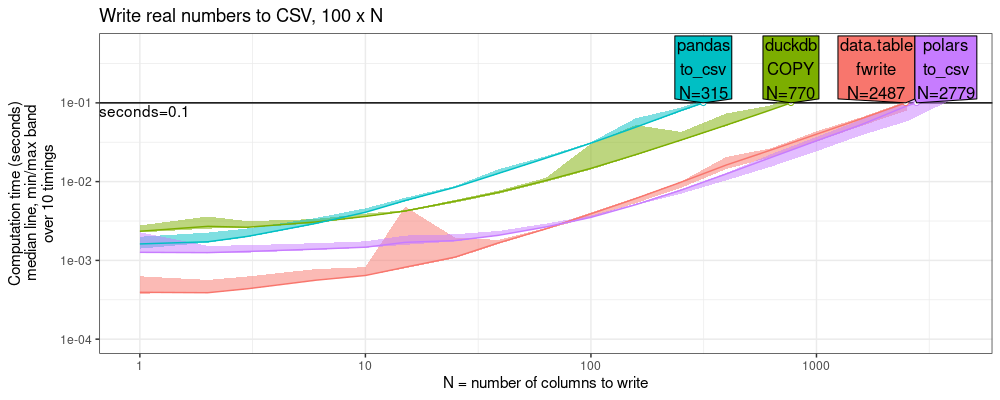 Write real numbers to CSV, 100 x N
pandas
to_csv
N=315
duckdb
COPY
N=770
data.table
fwrite
N=2487
polars
to_csv
N=2779
seconds=0.1
Computation time (seconds)
median line, min/max band
over 10 timings
1e-01
1e-02
1e-03
1e-04
1
10
100
1000
N = number of columns to write